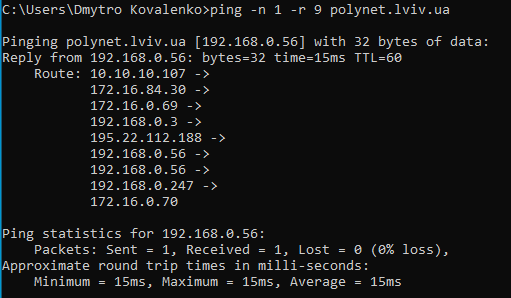 C:\Users\Dmytro Kovalenko>ping -n 1 -r 9 polynet.lviv.ua
Pinging polynet.lviv.ua [192.168.0.56] with 32 bytes of data:
Reply from 192.168.0.56: bytes=32 time=15ms TTL=60
Route: 10.10.10.107 ->
172.16.84.30 ->
172.16.0.69 ->
192.168.0.3 ->
195.22.112.188 ->
192.168.0.56 ->
192.168.0.56 ->
192.168.0.247 ->
172.16.0.70
Ping statistics for 192.168.0.56:
Packets: Sent = 1, Received = 1, Lost = 0 (0% loss),
Approximate round trip times in milli-seconds:
Minimum = 15ms, Maximum = 15ms, Average = 15ms